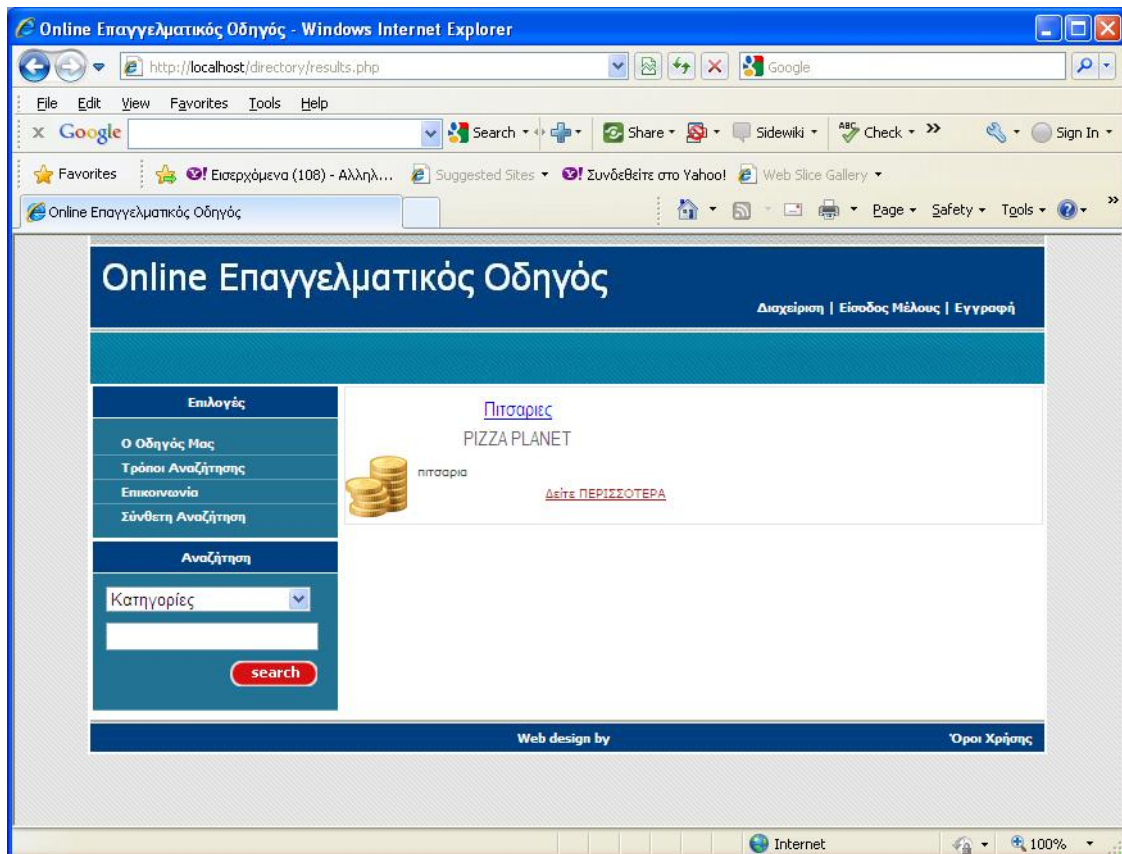 Online Επαγγελματικός Οδηγός - Windows Internet Explorer
http://localhost/directory/results.php
Google
File Edit View Favorites Tools Help
x Google Search Share Sidewiki ABC Check » Sign In
Favorites Εισερχόμενα (108) - Αλληλ... Suggested Sites Συνδεθείτε στο Yahoo! Web Slice Gallery
Online Επαγγελματικός Οδηγός Page Safety Tools »
Online Επαγγελματικός Οδηγός
Διαχείριση | Είσοδος Μέλους | Εγγραφή
Επιλογές
Ο Οδηγός Μας
Τρόποι Αναζήτησης
Επικοινωνία
Σύνθετη Αναζήτηση
Αναζήτηση
Κατηγορίες
search
Πιτσαριες
PIZZA PLANET
πιτσαρια
Δείτε ΠΕΡΙΣΣΟΤΕΡΑ
Web design by Όροι Χρήσης
Internet 100%